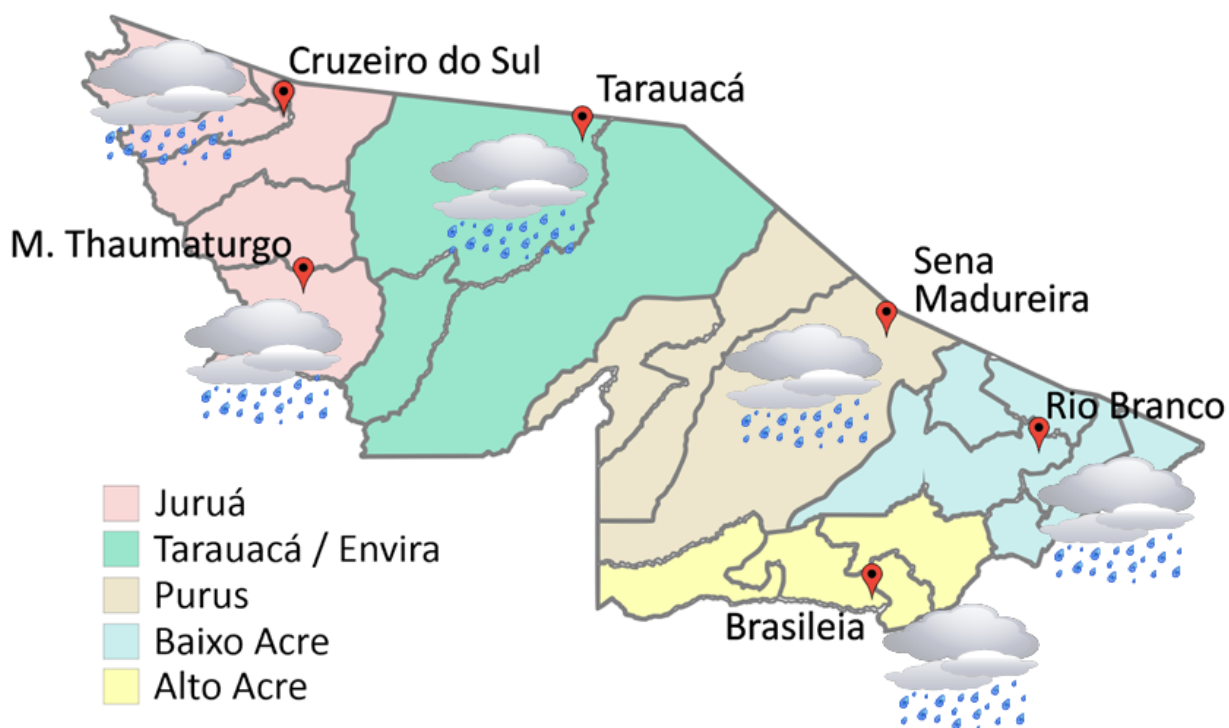 Cruzeiro do Sul
Tarauacá
M. Thaumaturgo
Sena
Madureira
Rio Branco
Brasileia
Juruá
Tarauacá / Envira
Purus
Baixo Acre
Alto Acre